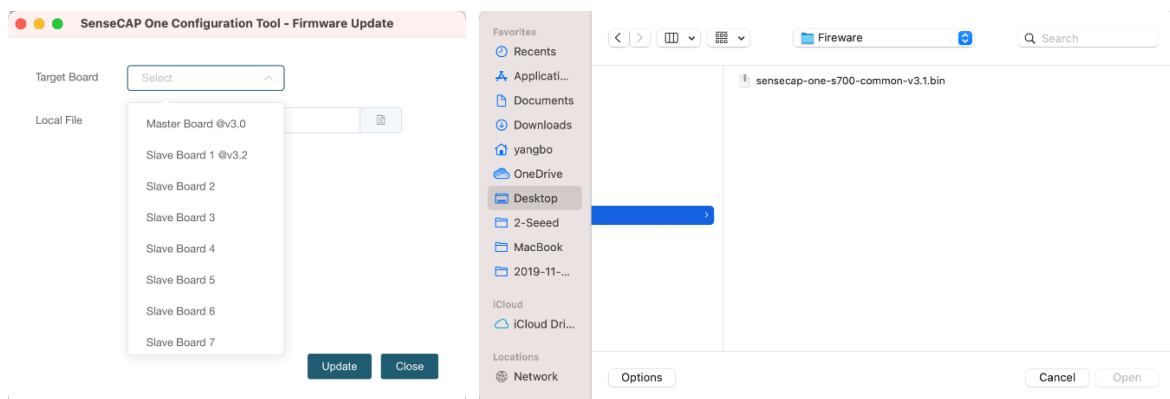 SenseCAP One Configuration Tool - Firmware Update
Target Board
Select
Local File
Master Board @v3.0
Slave Board 1 @v3.2
Slave Board 2
Slave Board 3
Slave Board 4
Slave Board 5
Slave Board 6
Slave Board 7
Update
Close
Favorites
Recents
Applicati...
Documents
Downloads
yangbo
OneDrive
Desktop
2-Seeed
MacBook
2019-11-...
iCloud
iCloud Dri...
Locations
Network
Fireware
Search
sensecap-one-s700-common-v3.1.bin
Options
Cancel
Open